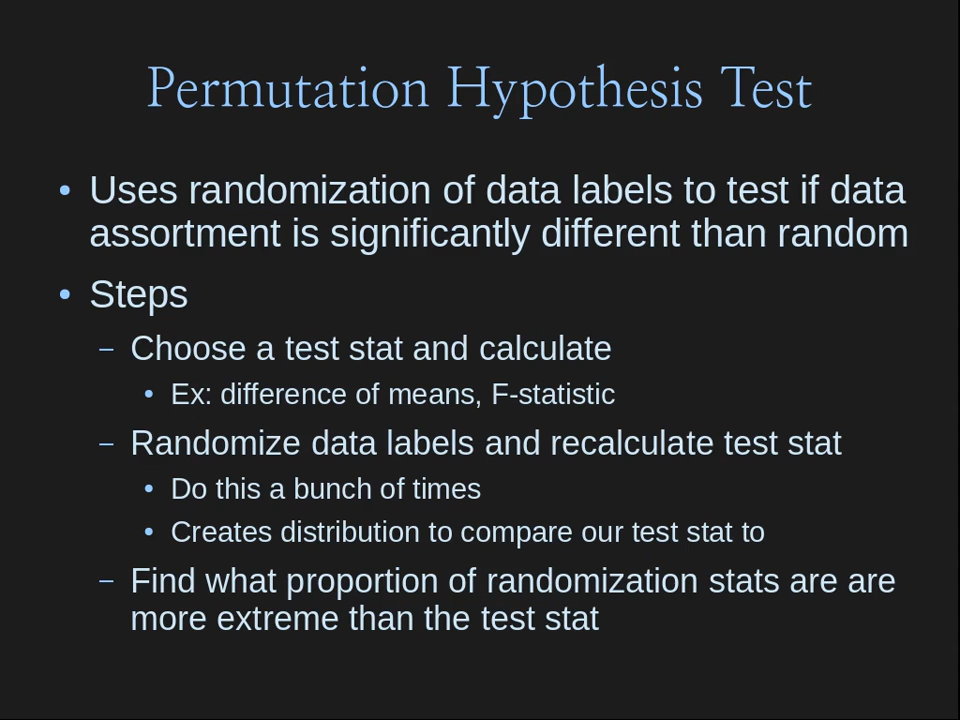 Permutation Hypothesis Test
• Uses randomization of data labels to test if data
assortment is significantly different than random
• Steps
– Choose a test stat and calculate
• Ex: difference of means, F-statistic
– Randomize data labels and recalculate test stat
• Do this a bunch of times
• Creates distribution to compare our test stat to
– Find what proportion of randomization stats are are
more extreme than the test stat